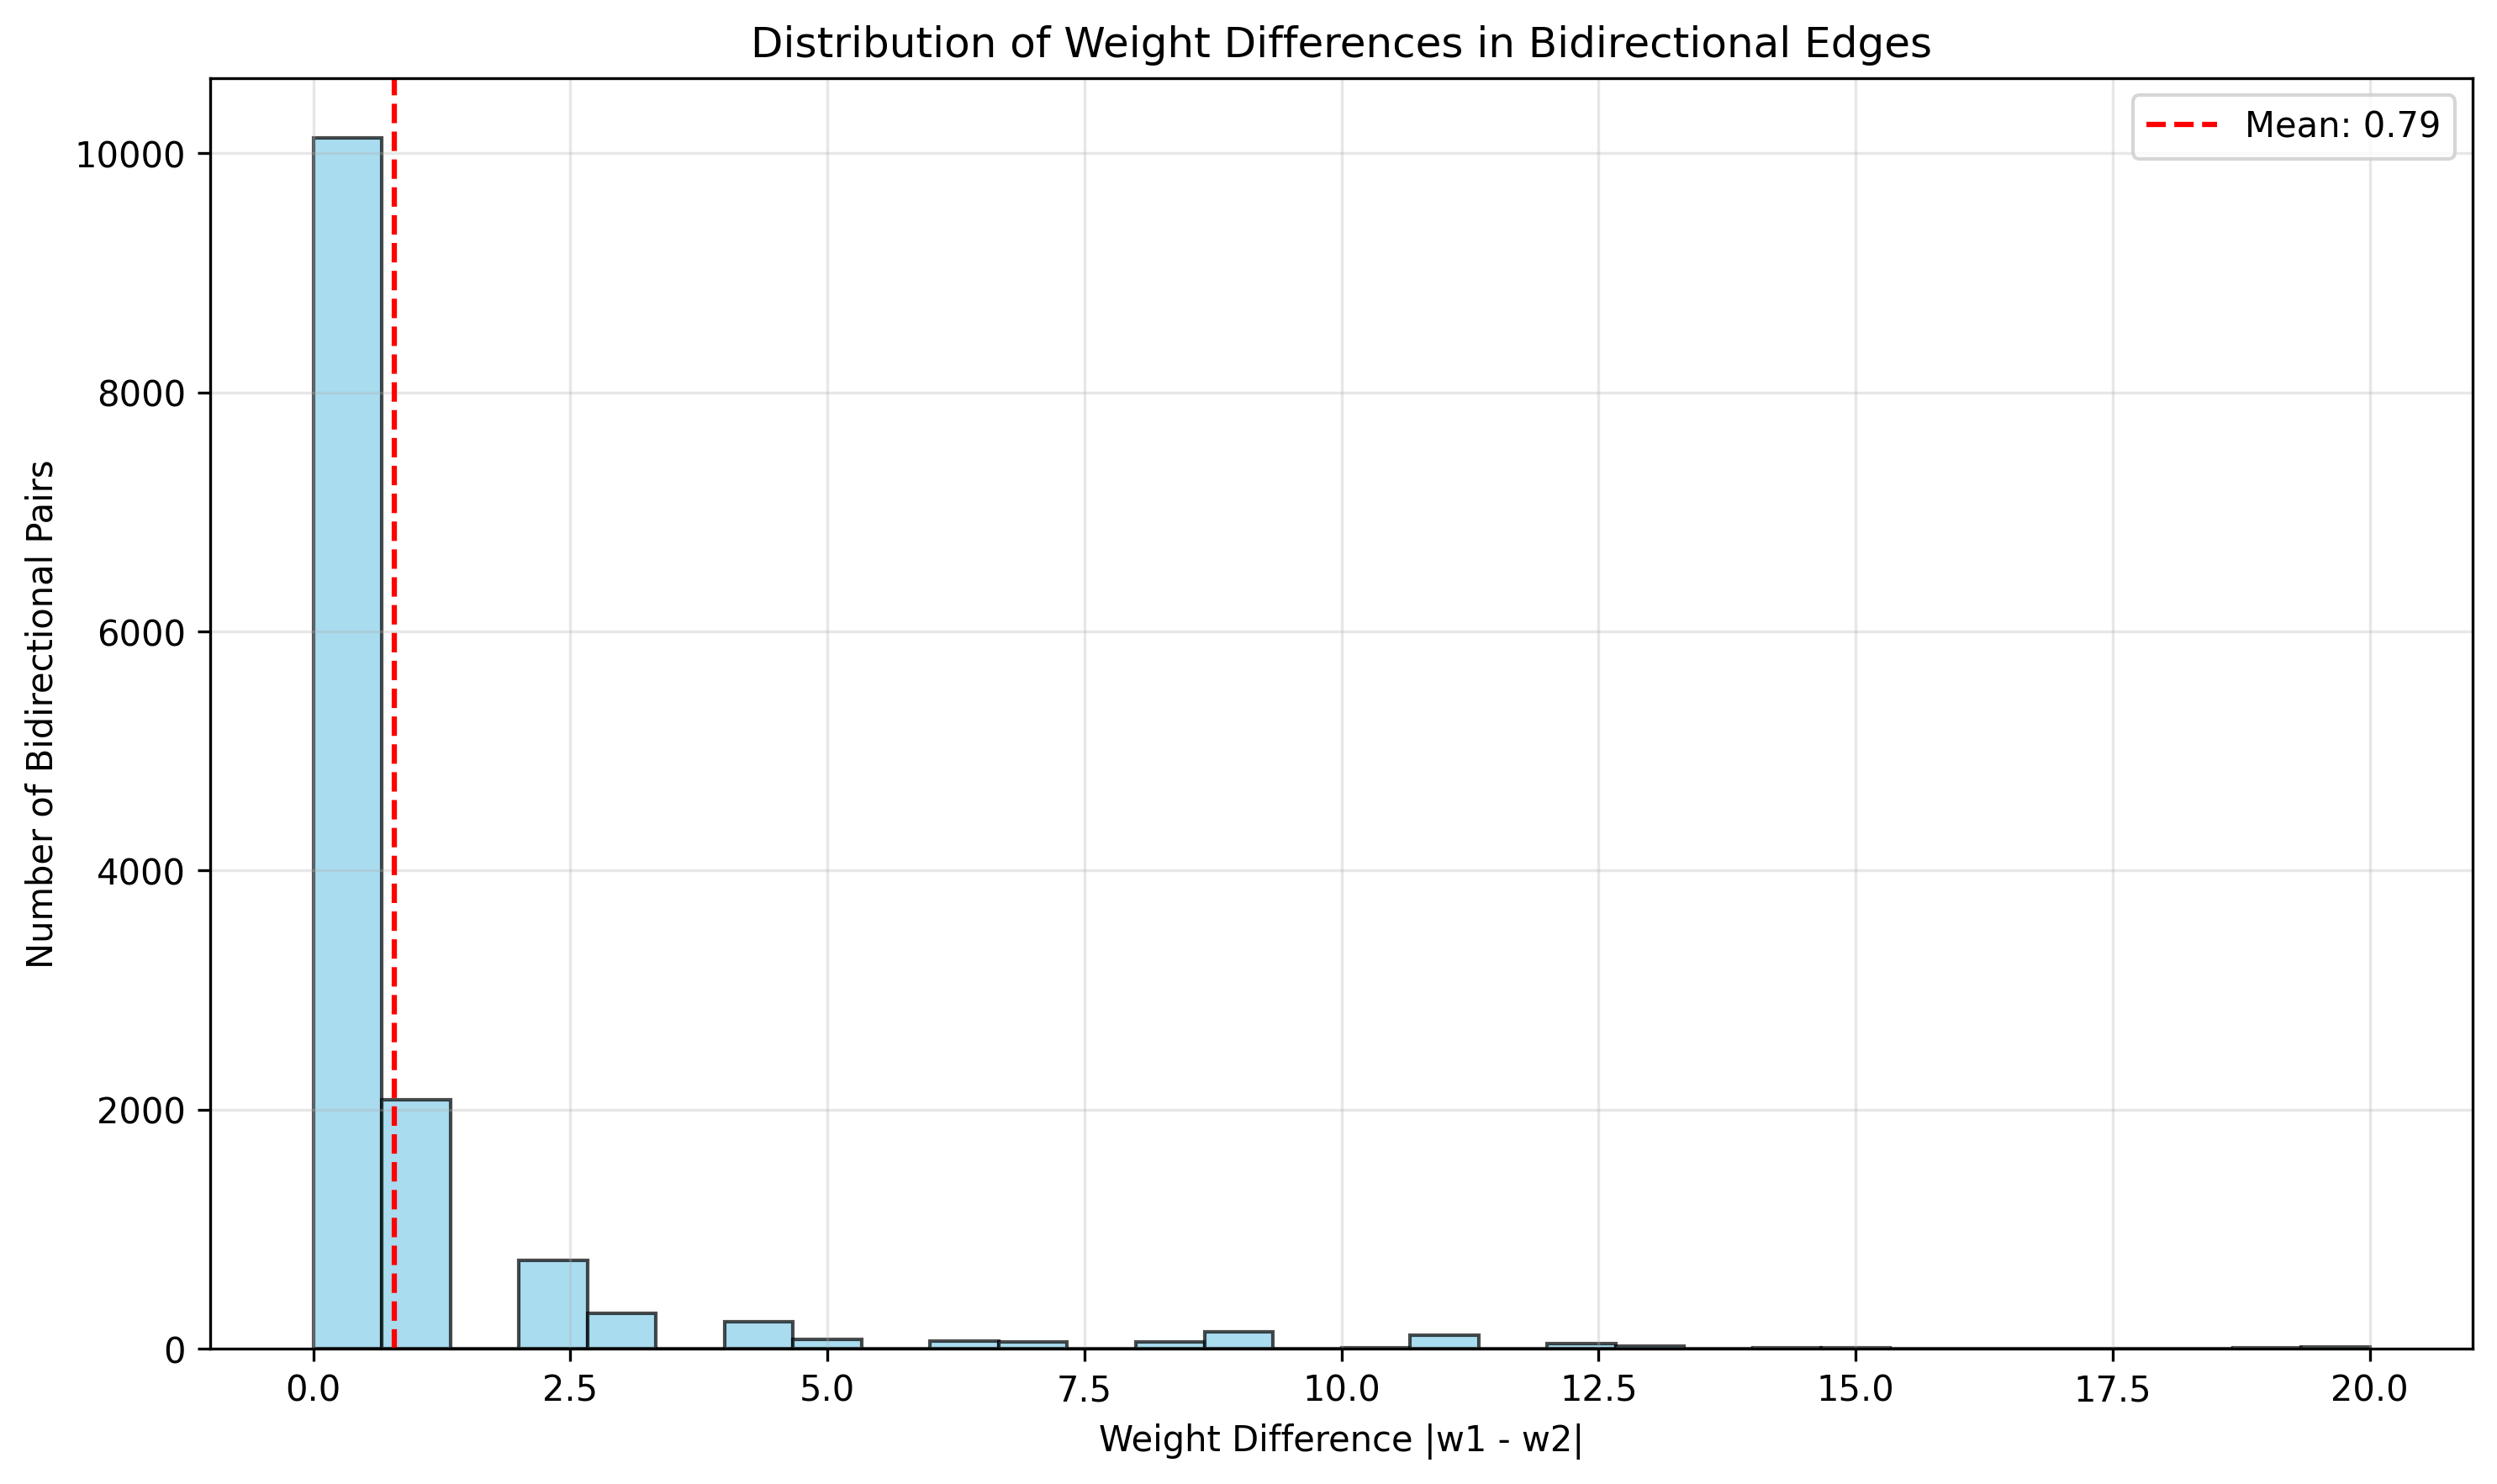 Distribution of Weight Differences in Bidirectional Edges
Mean: 0.79
Number of Bidirectional Pairs
10000
8000
6000
4000
2000
0
0.0 2.5 5.0 7.5 10.0 12.5 15.0 17.5 20.0
Weight Difference |w1 - w2|